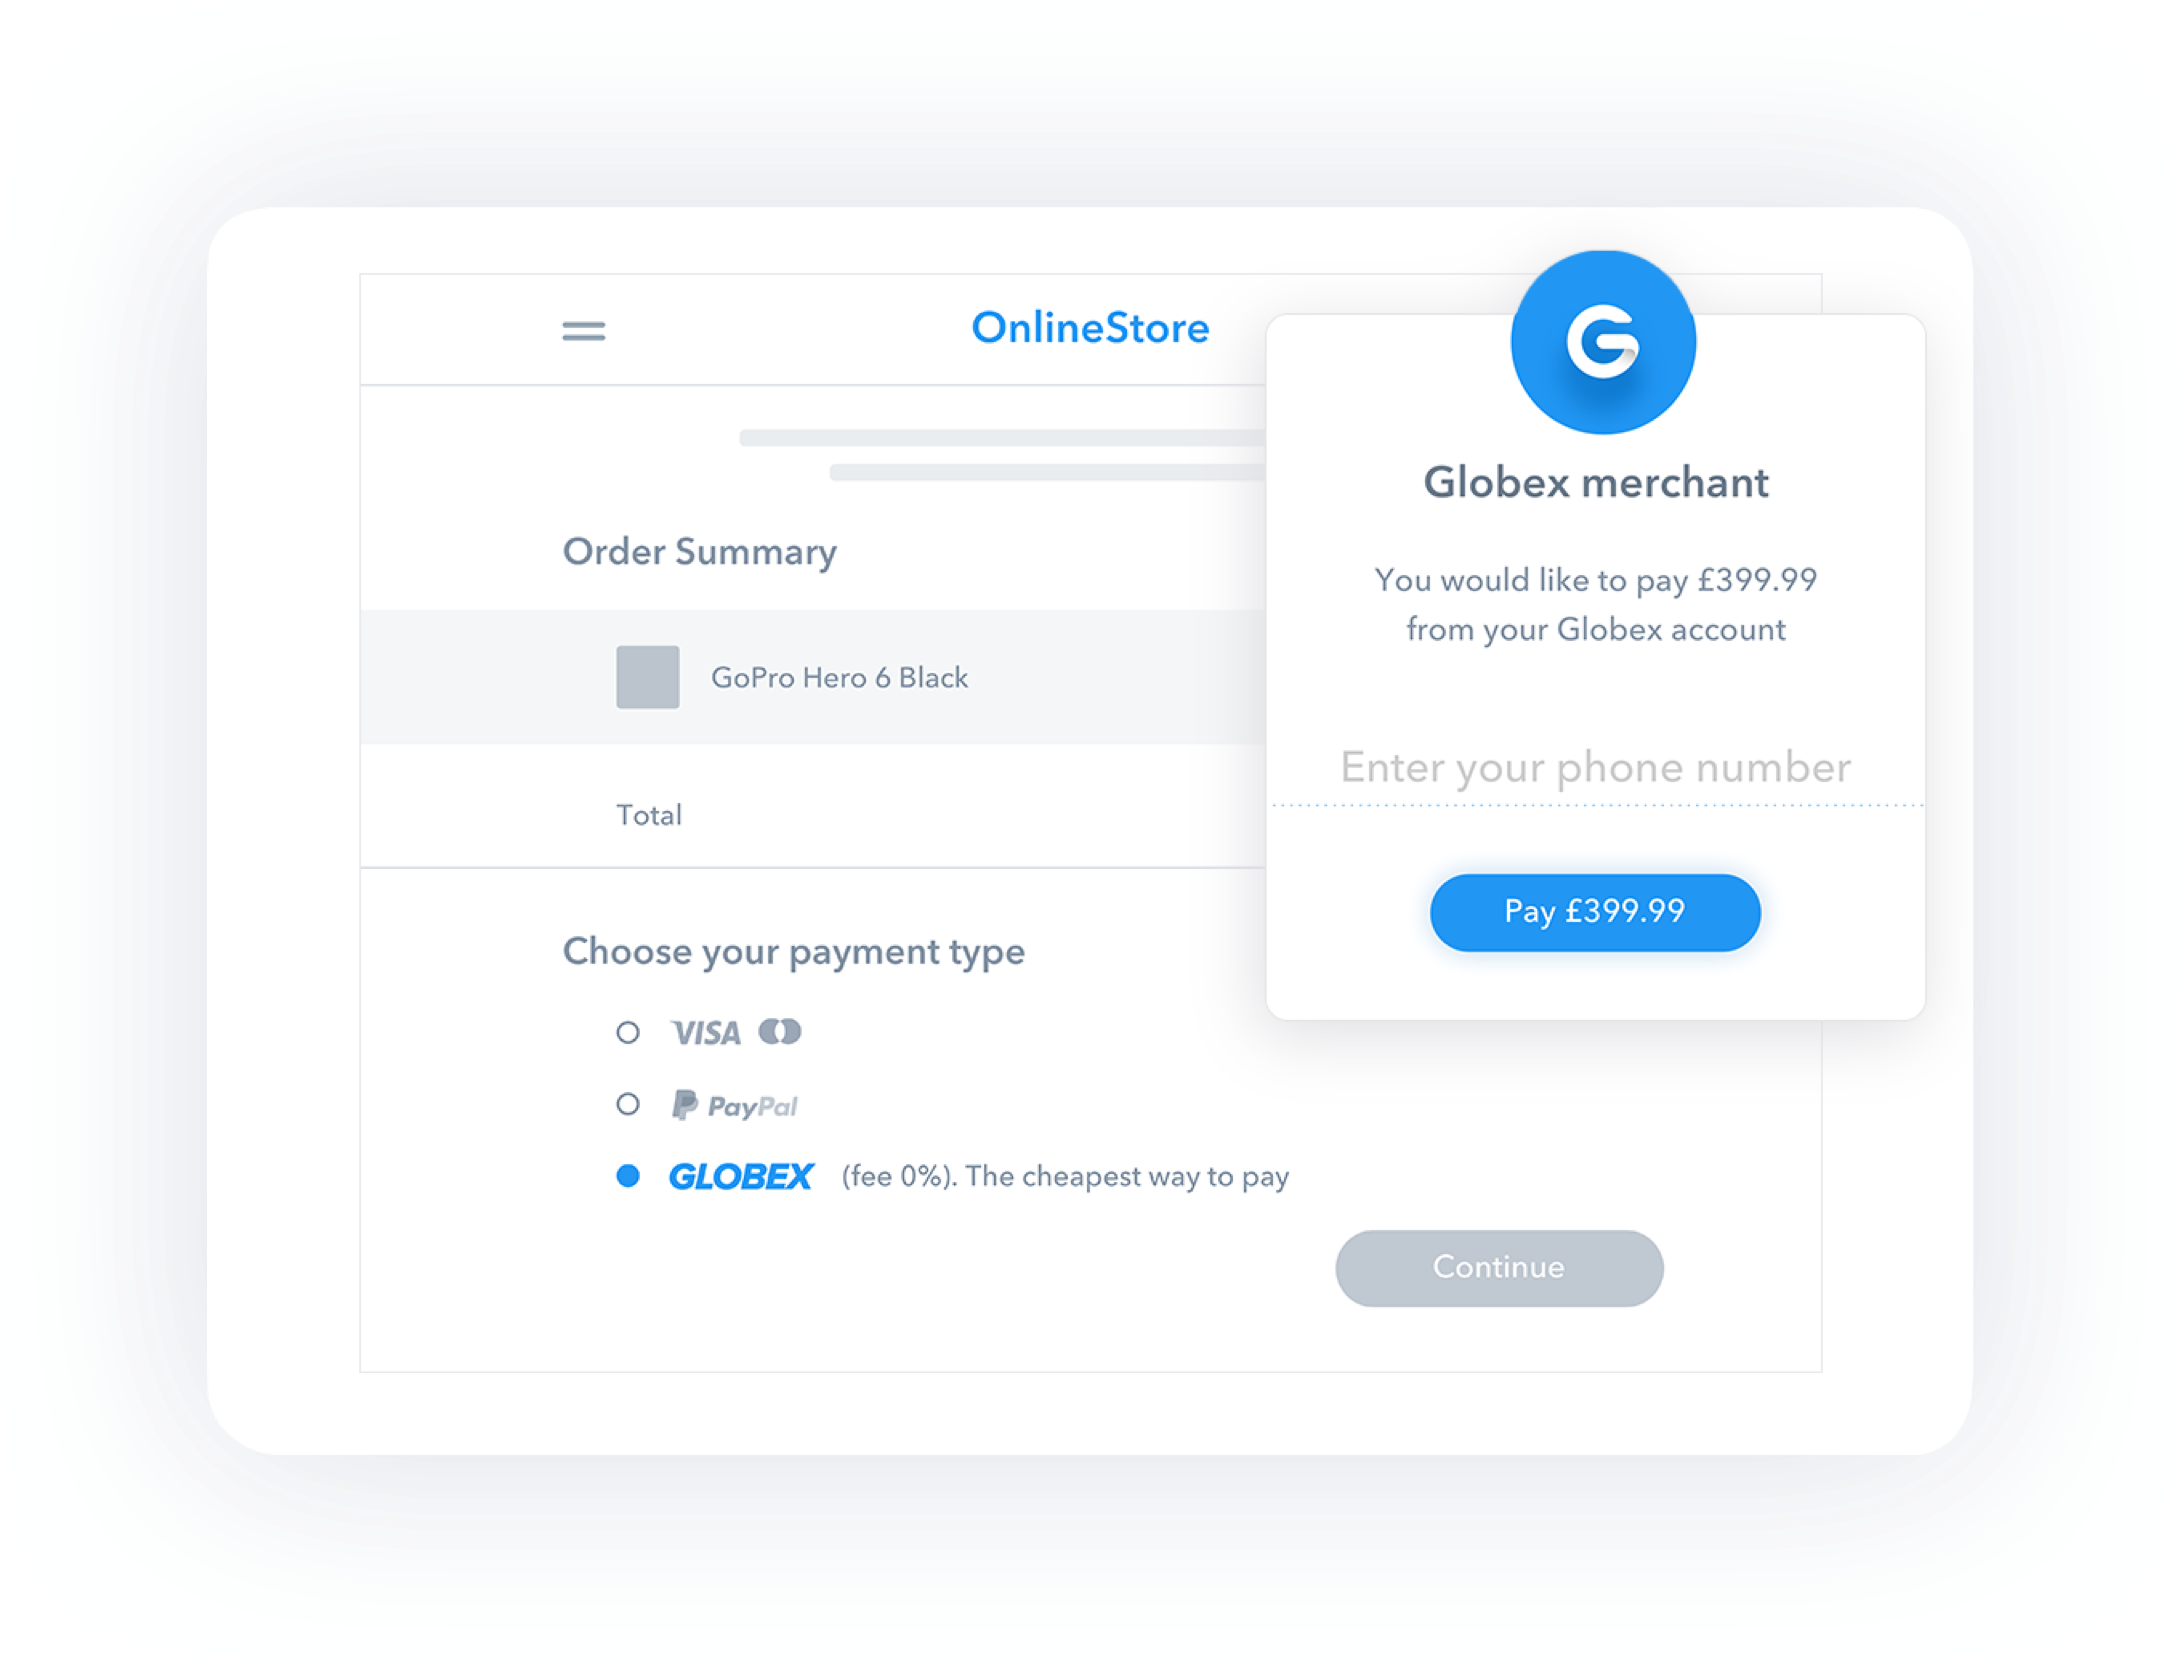 OnlineStore
Order Summary
GoPro Hero 6 Black
Total
Choose your payment type
VISA
PayPal
GLOBEX (fee 0%). The cheapest way to pay
Continue
G
Globex merchant
You would like to pay £399.99
from your Globex account
Enter your phone number
Pay £399.99